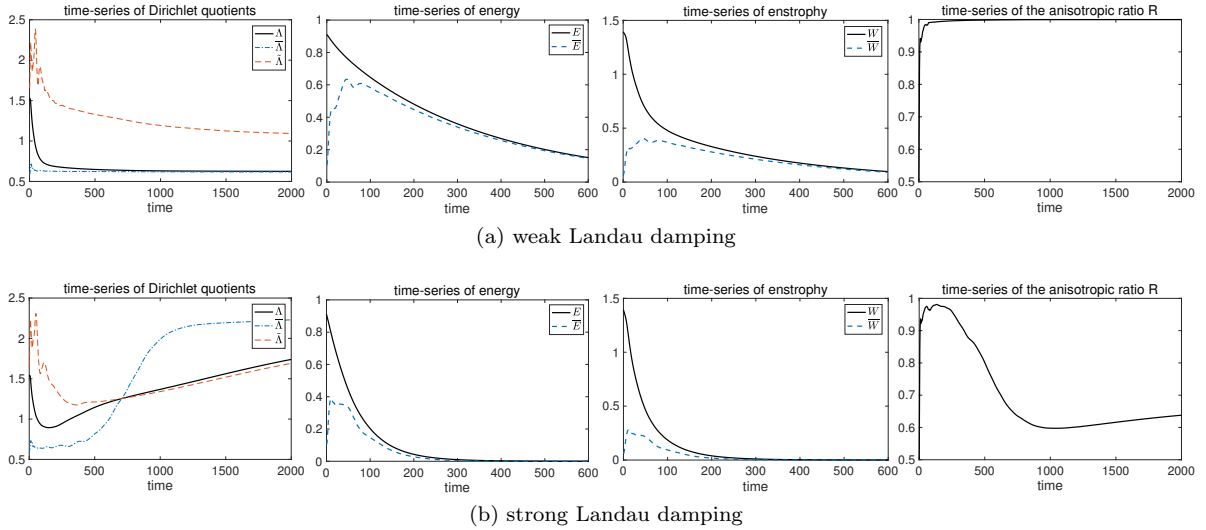 time-series of Dirichlet quotients
2.5
2
1.5
1
0.5
0 500 1000 1500 2000
time
Λ
Λ̅
Λ̃
time-series of energy
1
0.8
0.6
0.4
0.2
0
0 100 200 300 400 500 600
time
E
E̅
time-series of enstrophy
1.5
1
0.5
0
0 100 200 300 400 500 600
time
W
W̅
time-series of the anisotropic ratio R
1
0.9
0.8
0.7
0.6
0.5
0 500 1000 1500 2000
time
(a) weak Landau damping
time-series of Dirichlet quotients
2.5
2
1.5
1
0.5
0 500 1000 1500 2000
time
Λ
Λ̅
Λ̃
time-series of energy
1
0.8
0.6
0.4
0.2
0
0 100 200 300 400 500 600
time
E
E̅
time-series of enstrophy
1.5
1
0.5
0
0 100 200 300 400 500 600
time
W
W̅
time-series of the anisotropic ratio R
1
0.9
0.8
0.7
0.6
0.5
0 500 1000 1500 2000
time
(b) strong Landau damping